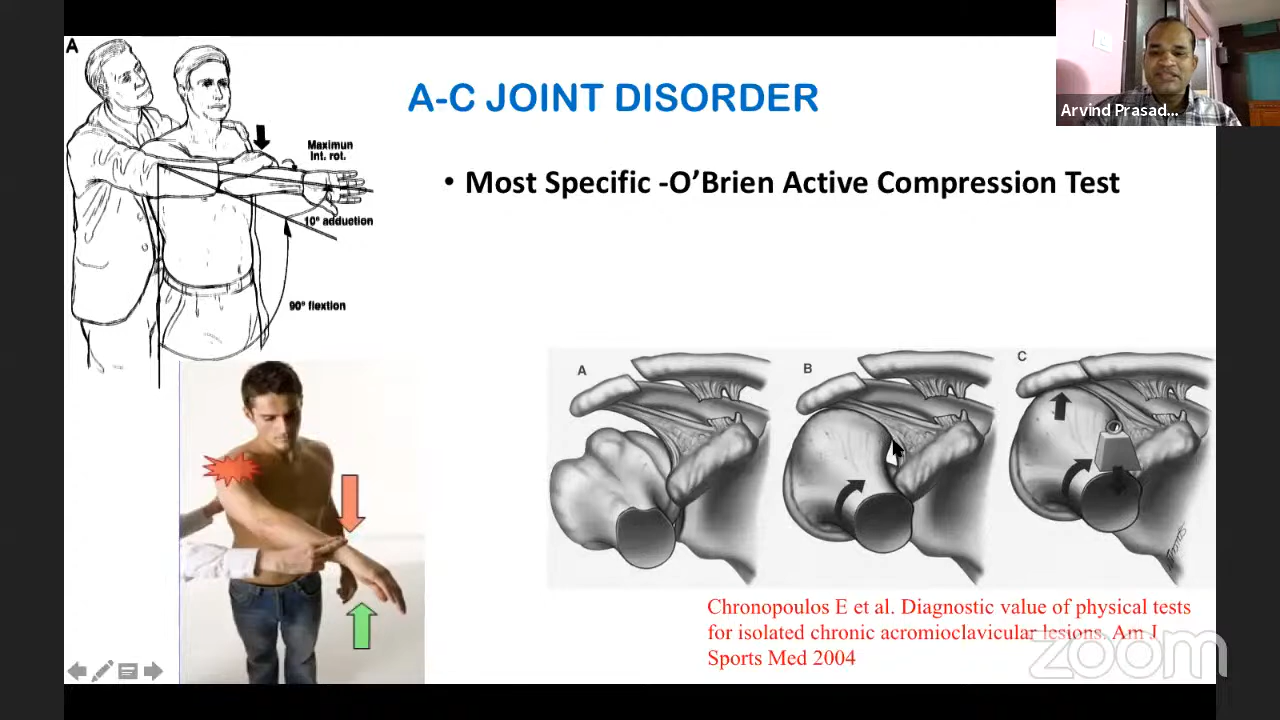 A
A-C JOINT DISORDER
Arvind Prasad...
Maximun
Int. rot.
• Most Specific -O’Brien Active Compression Test
10° adduction
90° flextion
A
B
C
Chronopoulos E et al. Diagnostic value of physical tests
for isolated chronic acromioclavicular lesions. Am J
Sports Med 2004
zoom